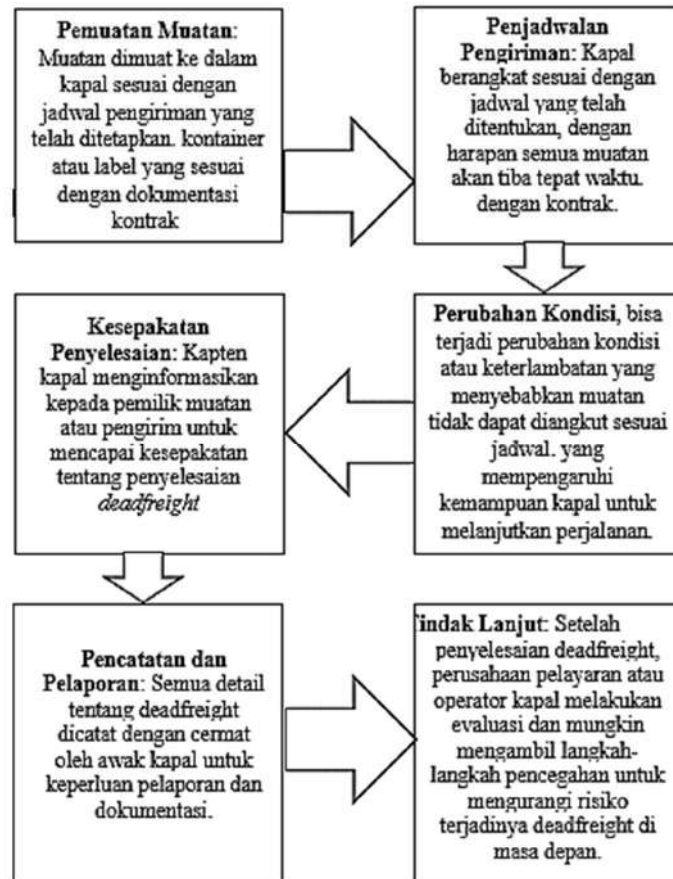 Pemuatan Muatan:
Muatan dimuat ke dalam
kapal sesuai dengan
jadwal pengiriman yang
telah ditetapkan. kontainer
atau label yang sesuai
dengan dokumentasi
kontrak
Penjadwalan
Pengiriman: Kapal
berangkat sesuai dengan
jadwal yang telah
ditentukan, dengan
harapan semua muatan
akan tiba tepat waktu.
dengan kontrak.
Perubahan Kondisi, bisa
terjadi perubahan kondisi
atau keterlambatan yang
menyebabkan muatan
tidak dapat diangkut sesuai
jadwal. yang
mempengaruhi
kemampuan kapal untuk
melanjutkan perjalanan.
Kesepakatan
Penyelesaian: Kapten
kapal menginformasikan
kepada pemilik muatan
atau pengirim untuk
mencapai kesepakatan
tentang penyelesaian
deadfreight
Pencatatan dan
Pelaporan: Semua detail
tentang deadfreight
dicatat dengan cermat
oleh awak kapal untuk
keperluan pelaporan dan
dokumentasi.
Tindak Lanjut: Setelah
penyelesaian deadfreight,
perusahaan pelayaran atau
operator kapal melakukan
evaluasi dan mungkin
mengambil langkah-
langkah pencegahan untuk
mengurangi risiko
terjadinya deadfreight di
masa depan.